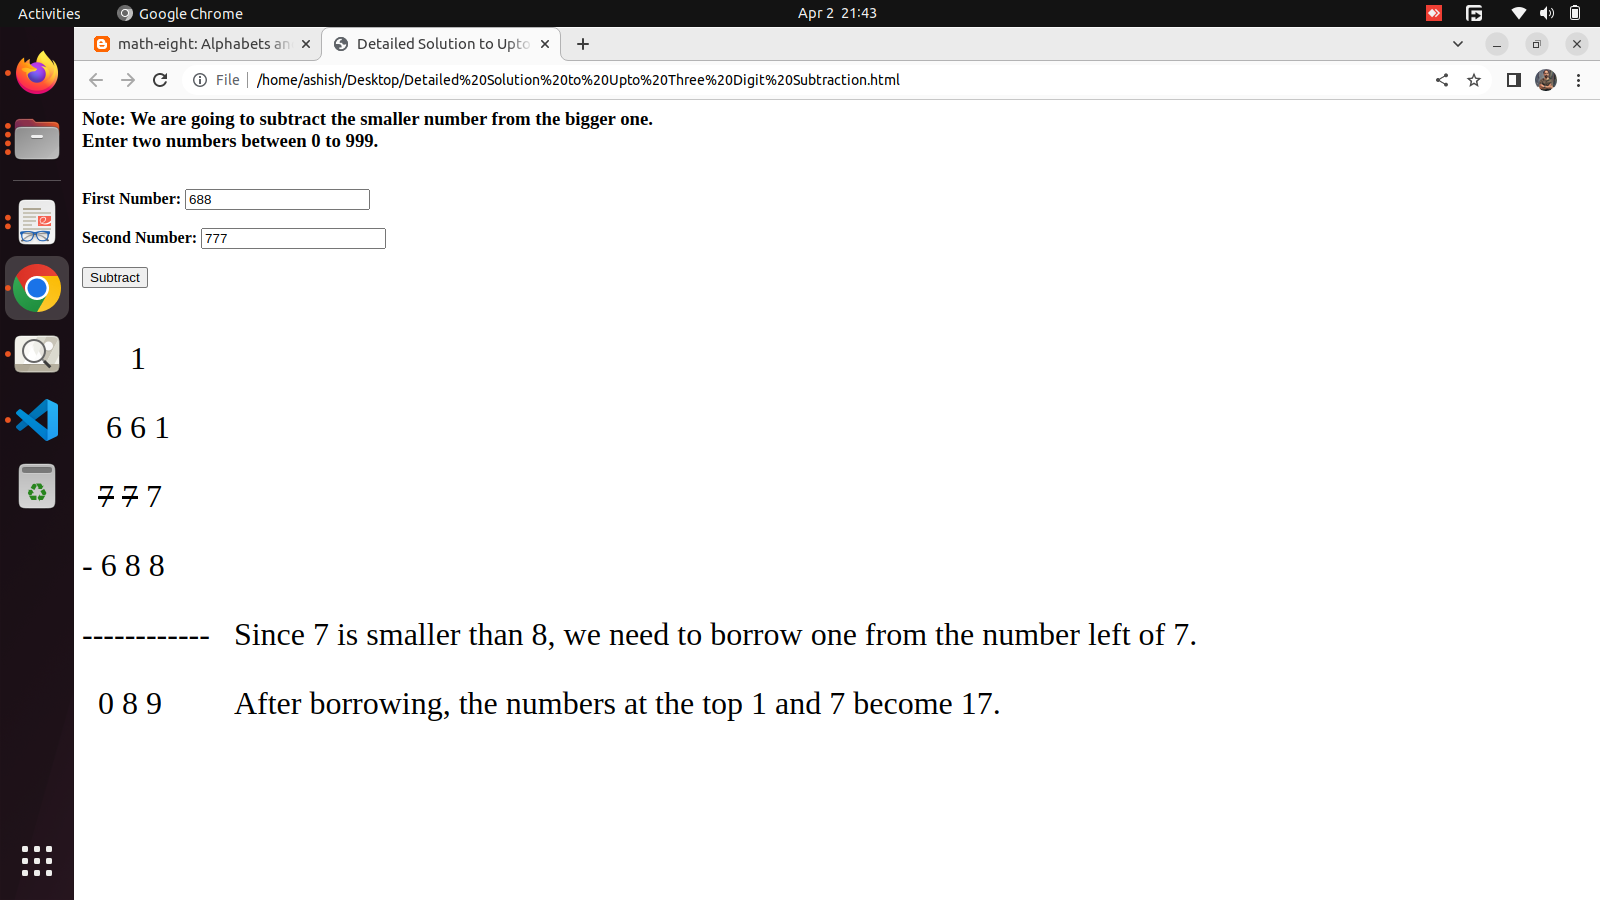 Activities Google Chrome Apr 2 21:43
math-eight: Alphabets an Detailed Solution to Upto
File /home/ashish/Desktop/Detailed%20Solution%20to%20Upto%20Three%20Digit%20Subtraction.html
Note: We are going to subtract the smaller number from the bigger one.
Enter two numbers between 0 to 999.
First Number: 688
Second Number: 777
Subtract
1
6 6 1
7 7 7
- 6 8 8
------------ Since 7 is smaller than 8, we need to borrow one from the number left of 7.
0 8 9 After borrowing, the numbers at the top 1 and 7 become 17.